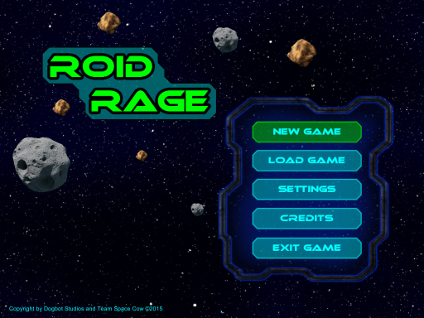 ROID
RAGE
NEW GAME
LOAD GAME
SETTINGS
CREDITS
EXIT GAME
Copyright by Dogbot Studios and Team Space Cow ©2015